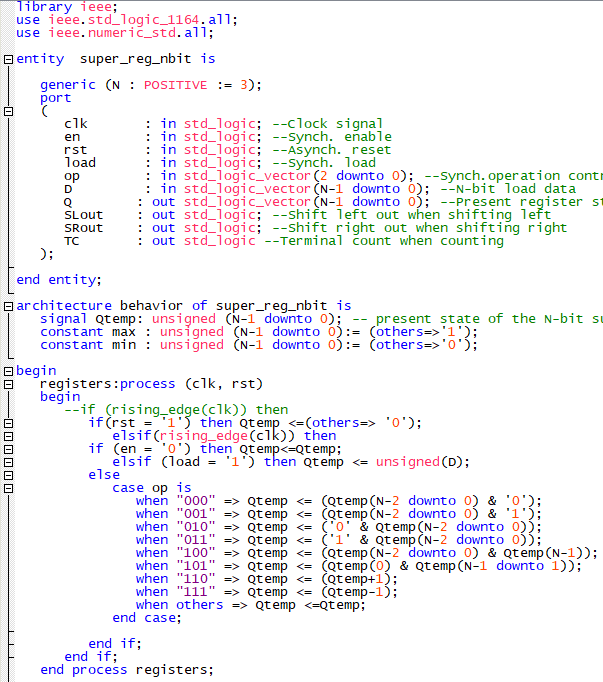 library ieee;
use ieee.std_logic_1164.all;
use ieee.numeric_std.all;
entity  super_reg_nbit is
generic (N : POSITIVE := 3);
port
(
clk       : in std_logic; --Clock signal
en        : in std_logic; --Synch. enable
rst       : in std_logic; --Asynch. reset
load      : in std_logic; --Synch. load
op        : in std_logic_vector(2 downto 0); --Synch.operation contr
D         : in std_logic_vector(N-1 downto 0); --N-bit load data
Q        : out std_logic_vector(N-1 downto 0); --Present register st
SLout    : out std_logic; --Shift left out when shifting left
SRout    : out std_logic; --Shift right out when shifting right
TC       : out std_logic --Terminal count when counting
);
end entity;
architecture behavior of super_reg_nbit is
signal Qtemp: unsigned (N-1 downto 0); -- present state of the N-bit su
constant max : unsigned (N-1 downto 0):= (others=>'1');
constant min : unsigned (N-1 downto 0):= (others=>'0');
begin
registers:process (clk, rst)
begin
--if (rising_edge(clk)) then
if(rst = '1') then Qtemp <=(others=> '0');
elsif(rising_edge(clk)) then
if (en = '0') then Qtemp<=Qtemp;
elsif (load = '1') then Qtemp <= unsigned(D);
else
case op is
when "000" => Qtemp <= (Qtemp(N-2 downto 0) & '0');
when "001" => Qtemp <= (Qtemp(N-2 downto 0) & '1');
when "010" => Qtemp <= ('0' & Qtemp(N-2 downto 0));
when "011" => Qtemp <= ('1' & Qtemp(N-2 downto 0));
when "100" => Qtemp <= (Qtemp(N-2 downto 0) & Qtemp(N-1));
when "101" => Qtemp <= (Qtemp(0) & Qtemp(N-1 downto 1));
when "110" => Qtemp <= (Qtemp+1);
when "111" => Qtemp <= (Qtemp-1);
when others => Qtemp <=Qtemp;
end case;
end if;
end if;
end process registers;